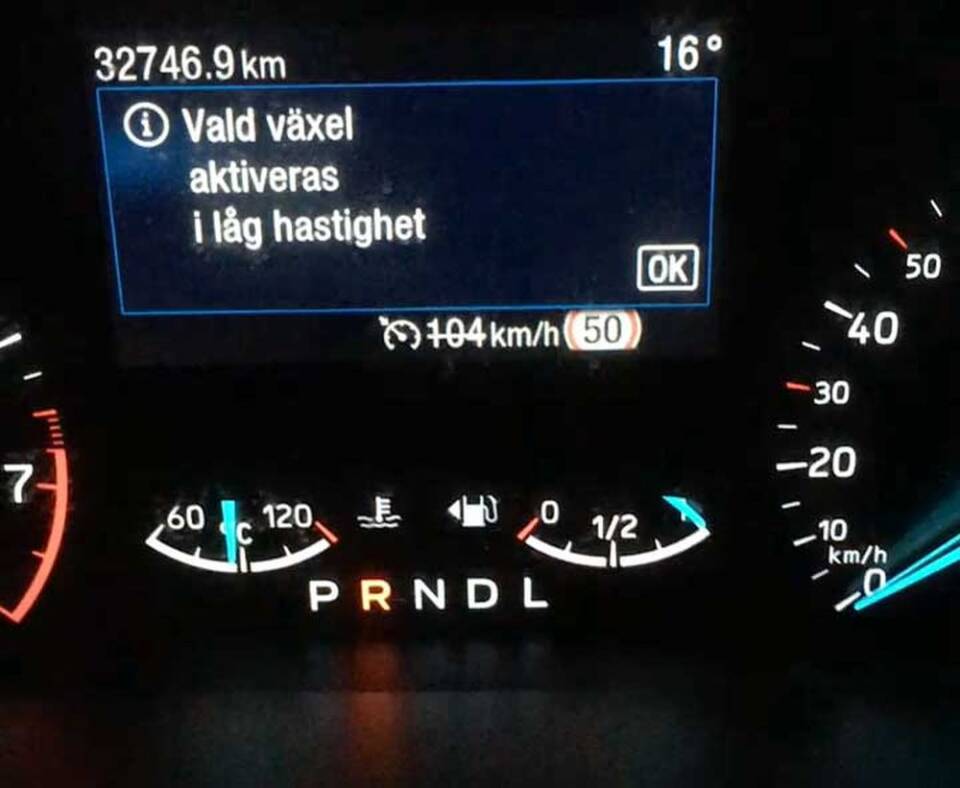 32746.9 km 16°
i Vald växel
aktiveras
i låg hastighet
OK
104 km/h 50
50
40
30
7
20
60 °C 120 0 1/2
10
km/h
P R N D L
0